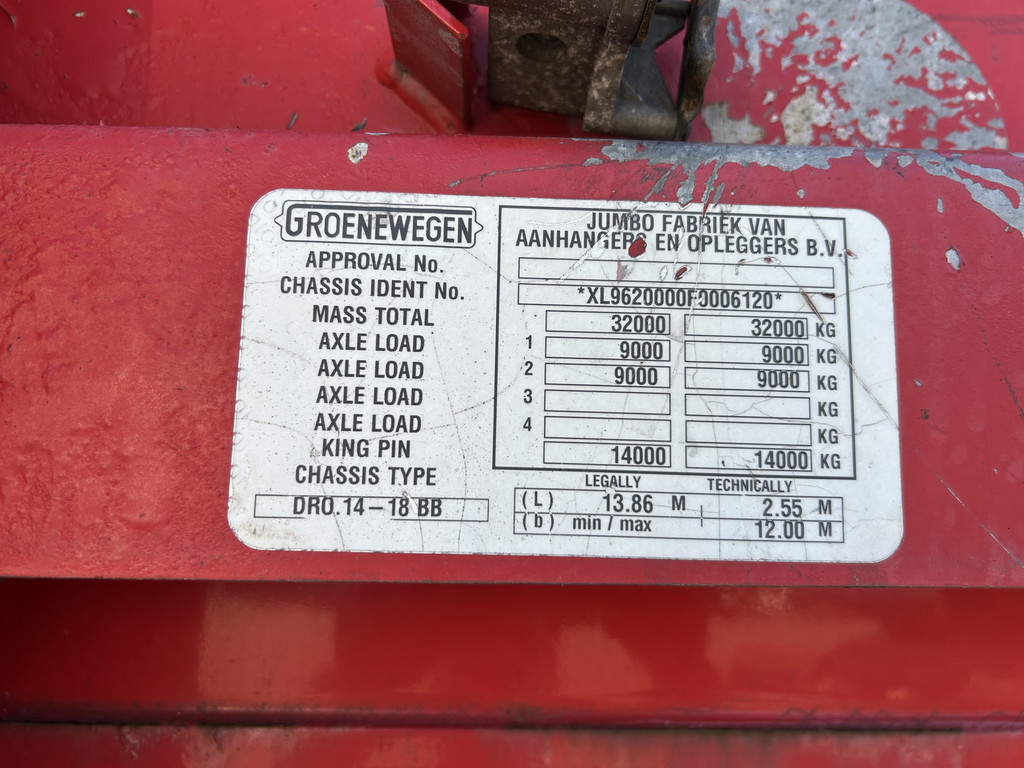 GROENEWEGEN
JUMBO FABRIEK VAN
AANHANGERS EN OPLEGGERS B.V.
APPROVAL No.
CHASSIS IDENT No. *XL9620000F0006120*
MASS TOTAL 32000 32000 KG
AXLE LOAD 1 9000 9000 KG
AXLE LOAD 2 9000 9000 KG
AXLE LOAD 3 KG
AXLE LOAD 4 KG
KING PIN 14000 14000 KG
CHASSIS TYPE LEGALLY TECHNICALLY
DRO.14-18 BB (L) 13.86 M 2.55 M
(b) min / max 12.00 M